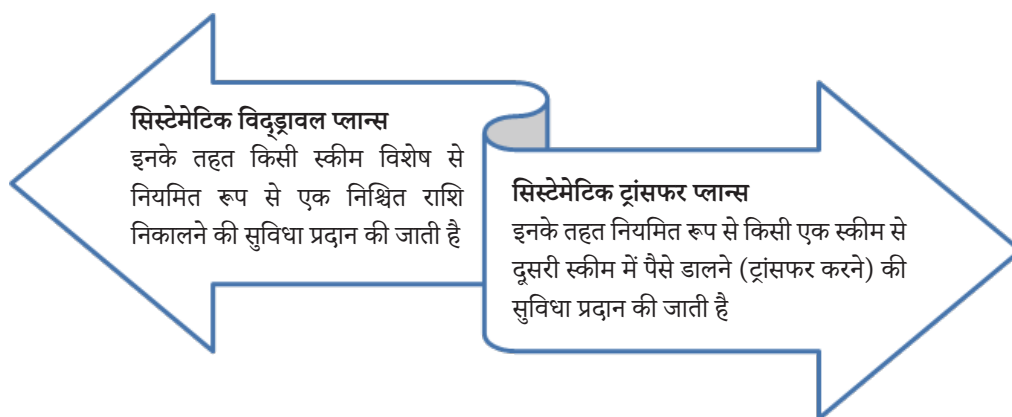 सिस्टेमेटिक विद्ड्रावल प्लान्स
इनके तहत किसी स्कीम विशेष से
नियमित रूप से एक निश्चित राशि
निकालने की सुविधा प्रदान की जाती है
सिस्टेमेटिक ट्रांसफर प्लान्स
इनके तहत नियमित रूप से किसी एक स्कीम से
दूसरी स्कीम में पैसे डालने (ट्रांसफर करने) की
सुविधा प्रदान की जाती है